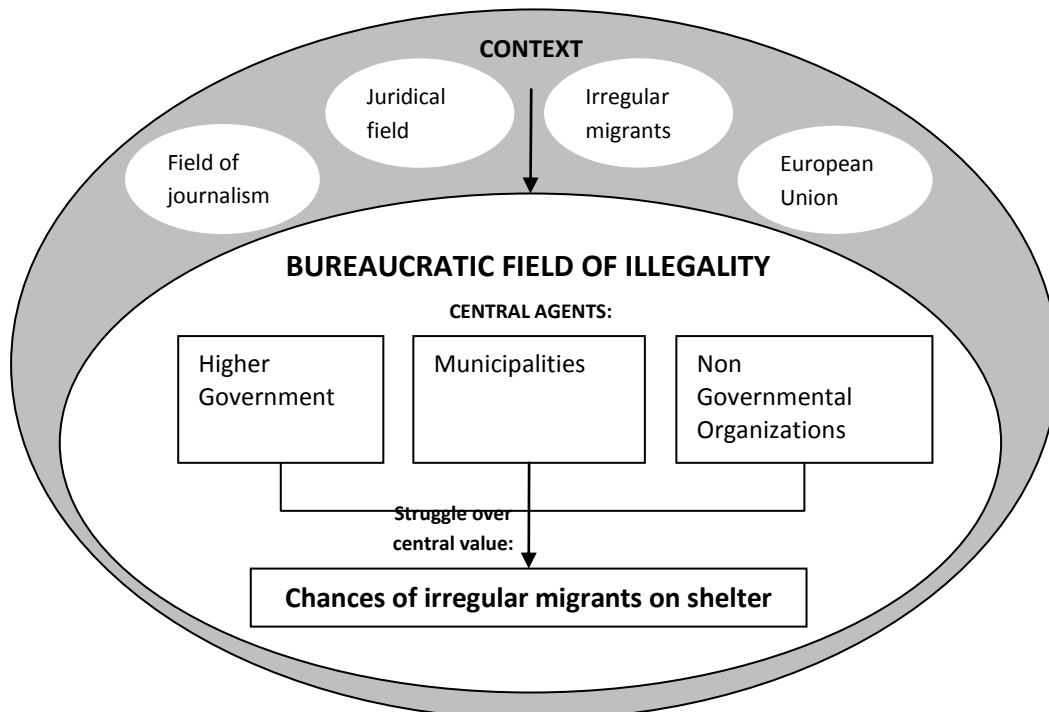 CONTEXT
Juridical
field
Irregular
migrants
Field of
journalism
European
Union
BUREAUCRATIC FIELD OF ILLEGALITY
CENTRAL AGENTS:
Higher
Government
Municipalities
Non
Governmental
Organizations
Struggle over
central value:
Chances of irregular migrants on shelter